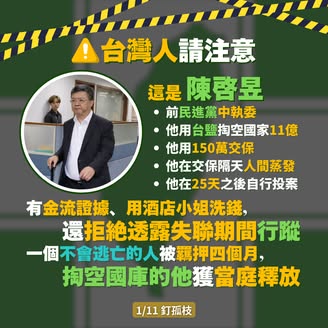 台灣人請注意
這是 陳啓昱
• 前民進黨中執委
• 他用台鹽掏空國家11億
• 他用150萬交保
• 他在交保隔天人間蒸發
• 他在25天之後自行投案
有金流證據、用酒店小姐洗錢,
還拒絕透露失聯期間行蹤
一個不會逃亡的人被羈押四個月,
掏空國庫的他獲當庭釋放
1/11 釘孤枝